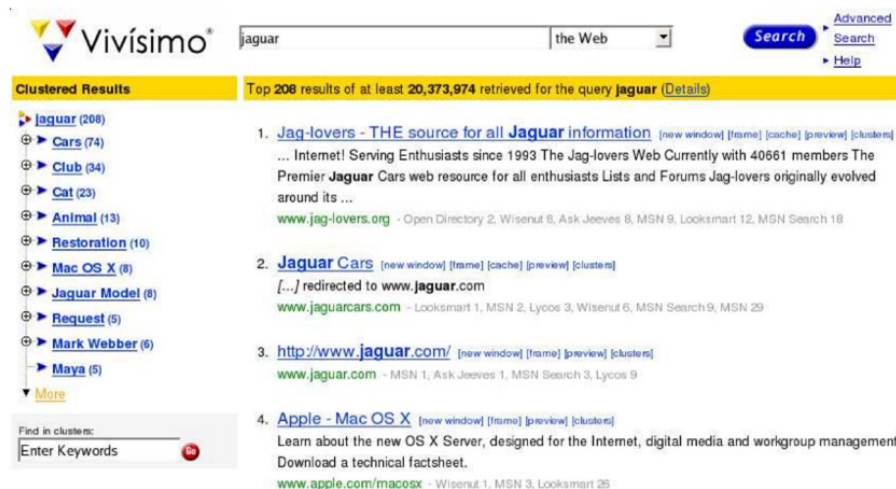 Vivísimo®
jaguar
the Web
Search
Advanced
Search
Help
Clustered Results
jaguar (208)
Cars (74)
Club (34)
Cat (23)
Animal (13)
Restoration (10)
Mac OS X (8)
Jaguar Model (8)
Request (5)
Mark Webber (6)
Maya (5)
More
Find in clusters:
Enter Keywords
Go
Top 208 results of at least 20,373,974 retrieved for the query jaguar (Details)
1. Jag-lovers - THE source for all Jaguar information [new window] [frame] [cache] [preview] [clusters]
... Internet! Serving Enthusiasts since 1993 The Jag-lovers Web Currently with 40661 members The
Premier Jaguar Cars web resource for all enthusiasts Lists and Forums Jag-lovers originally evolved
around its ...
www.jag-lovers.org - Open Directory 2, Wisenut 8, Ask Jeeves 8, MSN 9, Looksmart 12, MSN Search 18
2. Jaguar Cars [new window] [frame] [cache] [preview] [clusters]
[...] redirected to www.jaguar.com
www.jaguarcars.com - Looksmart 1, MSN 2, Lycos 3, Wisenut 6, MSN Search 9, MSN 29
3. http://www.jaguar.com/ [new window] [frame] [preview] [clusters]
www.jaguar.com - MSN 1, Ask Jeeves 1, MSN Search 3, Lycos 9
4. Apple - Mac OS X [new window] [frame] [preview] [clusters]
Learn about the new OS X Server, designed for the Internet, digital media and workgroup management
Download a technical factsheet.
www.apple.com/macosx - Wisenut 1, MSN 3, Looksmart 26